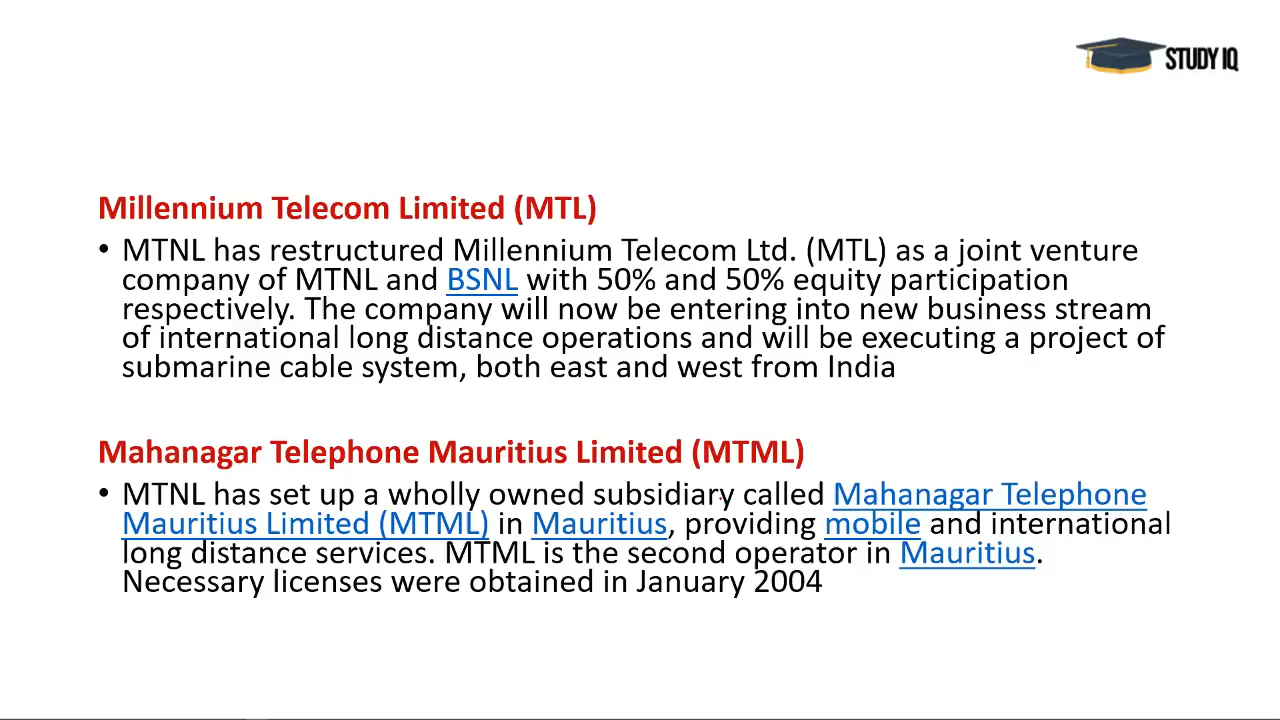 STUDY IQ
Millennium Telecom Limited (MTL)
• MTNL has restructured Millennium Telecom Ltd. (MTL) as a joint venture
company of MTNL and BSNL with 50% and 50% equity participation
respectively. The company will now be entering into new business stream
of international long distance operations and will be executing a project of
submarine cable system, both east and west from India
Mahanagar Telephone Mauritius Limited (MTML)
• MTNL has set up a wholly owned subsidiary called Mahanagar Telephone
Mauritius Limited (MTML) in Mauritius, providing mobile and international
long distance services. MTML is the second operator in Mauritius.
Necessary licenses were obtained in January 2004